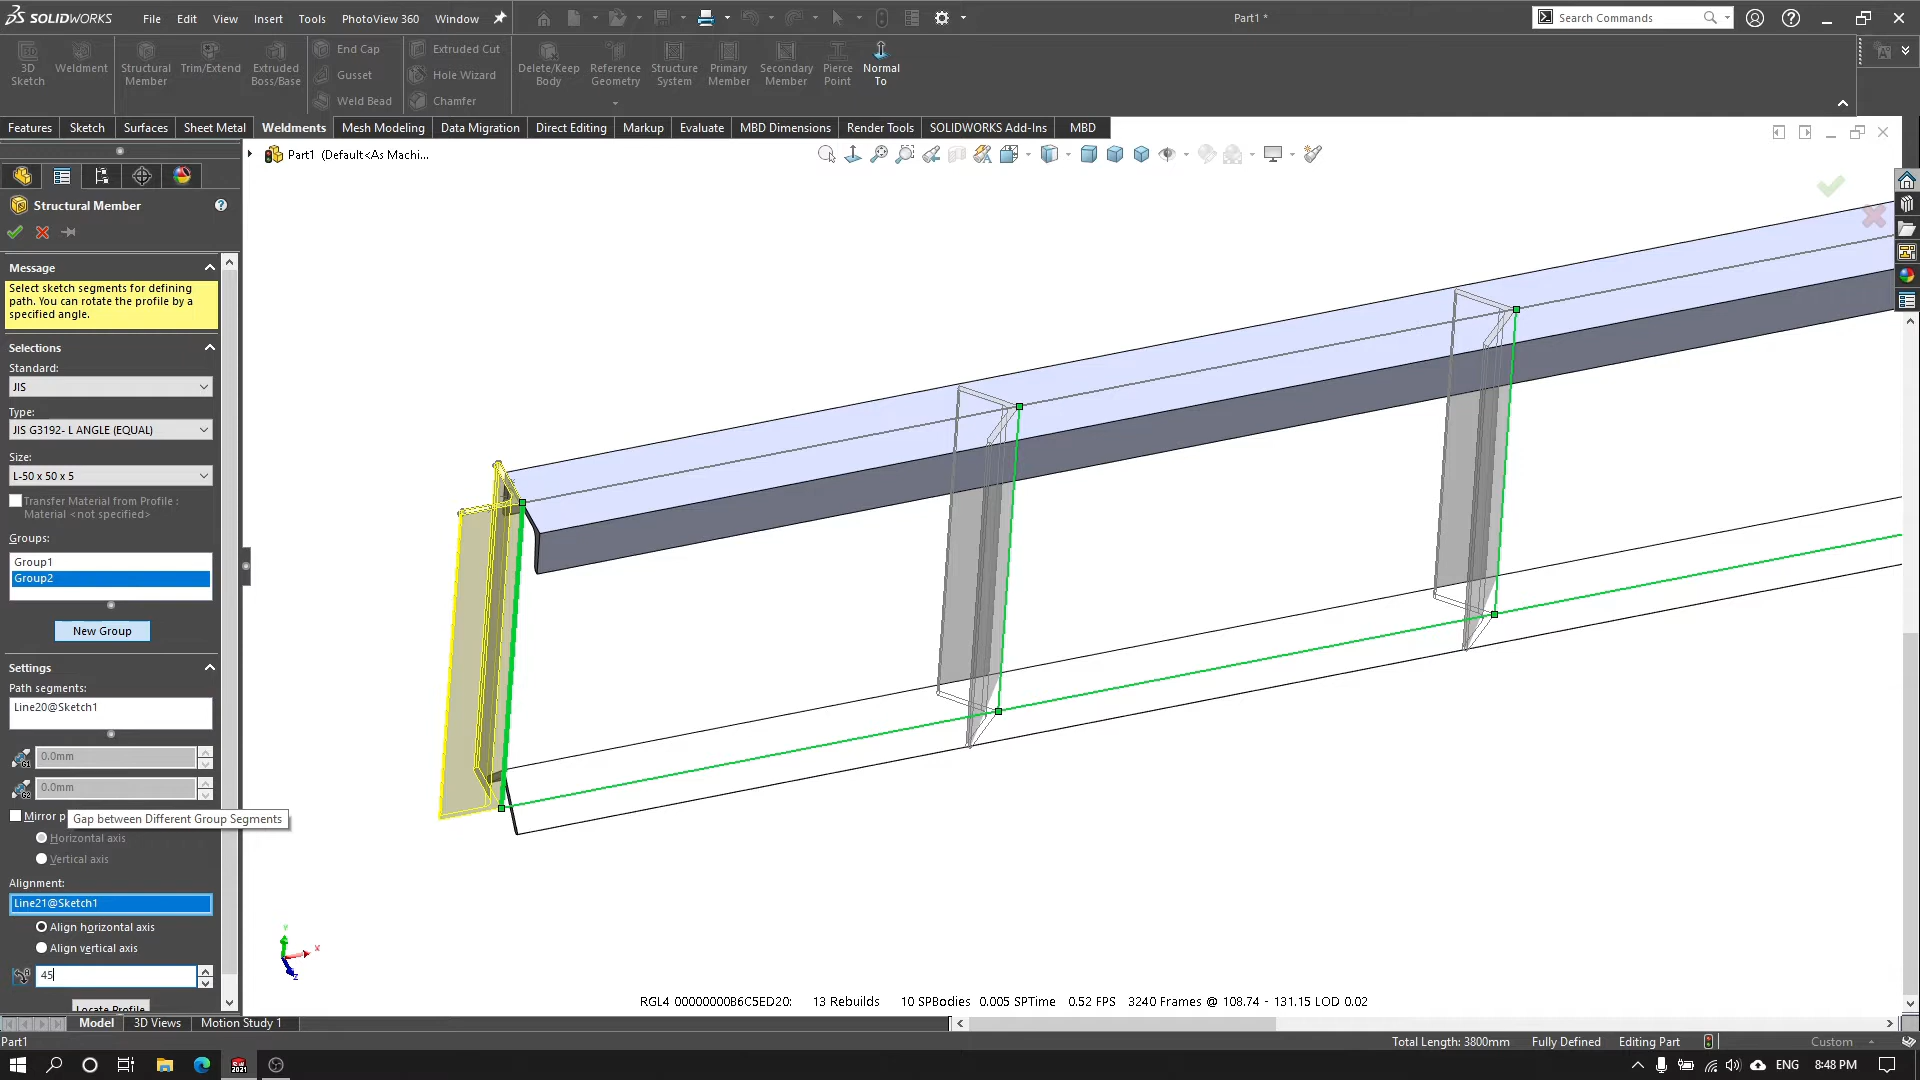 SOLIDWORKS File Edit View Insert Tools PhotoView 360 Window Part1 * Search Commands
3D Sketch Weldment Structural Member Trim/Extend Extruded Boss/Base End Cap Gusset Weld Bead Extruded Cut Hole Wizard Chamfer Delete/Keep Body Reference Geometry Structure System Primary Member Secondary Member Pierce Point Normal To
Features Sketch Surfaces Sheet Metal Weldments Mesh Modeling Data Migration Direct Editing Markup Evaluate MBD Dimensions Render Tools SOLIDWORKS Add-Ins MBD
Part1 (Default<As Machi...
Structural Member
Message
Select sketch segments for defining
path. You can rotate the profile by a
specified angle.
Selections
Standard:
JIS
Type:
JIS G3192- L ANGLE (EQUAL)
Size:
L-50 x 50 x 5
Transfer Material from Profile :
Material <not specified>
Groups:
Group1
Group2
New Group
Settings
Path segments:
Line20@Sketch1
0.0mm
0.0mm
Mirror p
Gap between Different Group Segments
Horizontal axis
Vertical axis
Alignment:
Line21@Sketch1
Align horizontal axis
Align vertical axis
45
Locate Profile
Y
X
Z
RGL4 00000000B6C5ED20: 13 Rebuilds 10 SPBodies 0.005 SPTime 0.52 FPS 3240 Frames @ 108.74 - 131.15 LOD 0.02
Model 3D Views Motion Study 1
Part1 Total Length: 3800mm Fully Defined Editing Part Custom
SW 2021 ENG 8:48 PM